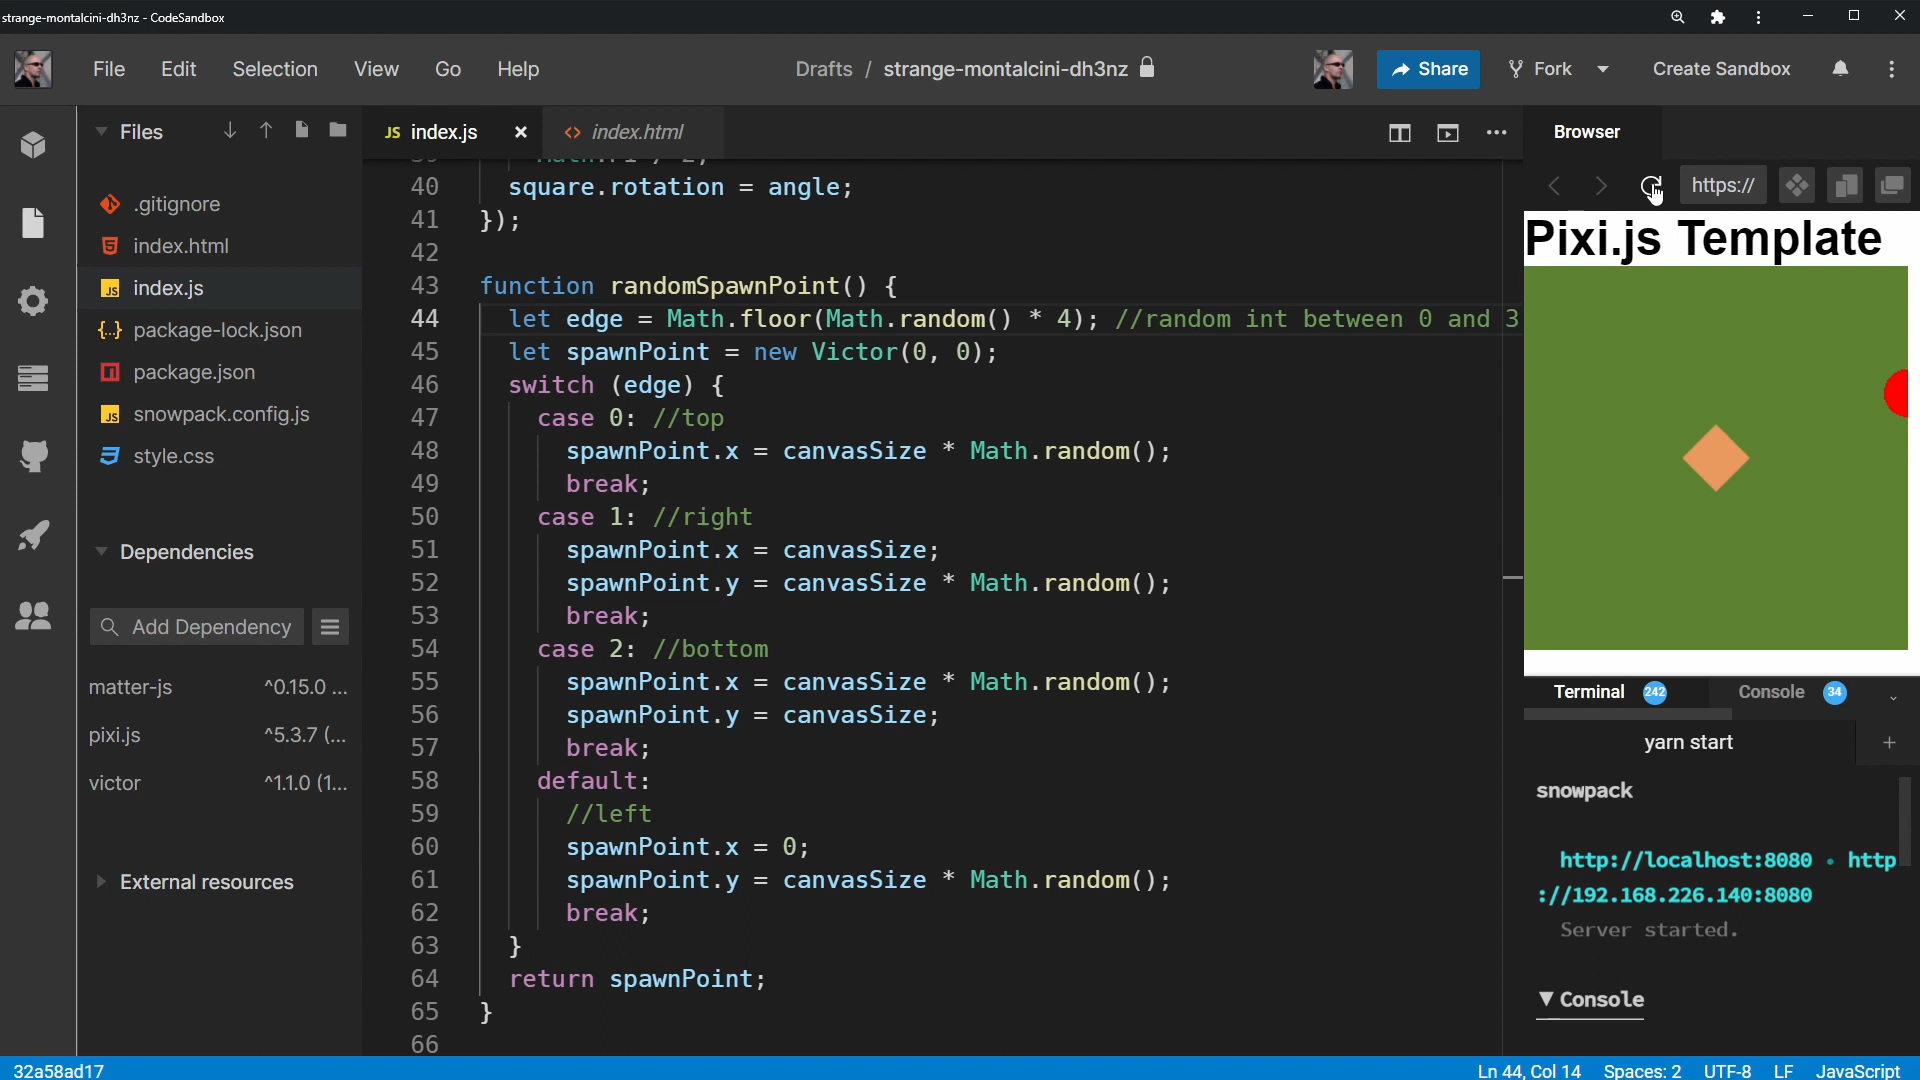 strange-montalcini-dh3nz - CodeSandbox
File Edit Selection View Go Help
Drafts / strange-montalcini-dh3nz
Share Fork Create Sandbox
Files
.gitignore
index.html
index.js
package-lock.json
package.json
snowpack.config.js
style.css
Dependencies
Add Dependency
matter-js ^0.15.0 ...
pixi.js ^5.3.7 (...
victor ^1.1.0 (1...
External resources
JS index.js × <> index.html
40 square.rotation = angle;
41 });
42
43 function randomSpawnPoint() {
44 let edge = Math.floor(Math.random() * 4); //random int between 0 and 3
45 let spawnPoint = new Victor(0, 0);
46 switch (edge) {
47 case 0: //top
48 spawnPoint.x = canvasSize * Math.random();
49 break;
50 case 1: //right
51 spawnPoint.x = canvasSize;
52 spawnPoint.y = canvasSize * Math.random();
53 break;
54 case 2: //bottom
55 spawnPoint.x = canvasSize * Math.random();
56 spawnPoint.y = canvasSize;
57 break;
58 default:
59 //left
60 spawnPoint.x = 0;
61 spawnPoint.y = canvasSize * Math.random();
62 break;
63 }
64 return spawnPoint;
65 }
66
Browser
https://
Pixi.js Template
Terminal 242 Console 34
yarn start +
snowpack
http://localhost:8080 • http
://192.168.226.140:8080
Server started.
▼ Console
32a58ad17
Ln 44, Col 14 Spaces: 2 UTF-8 LF JavaScript